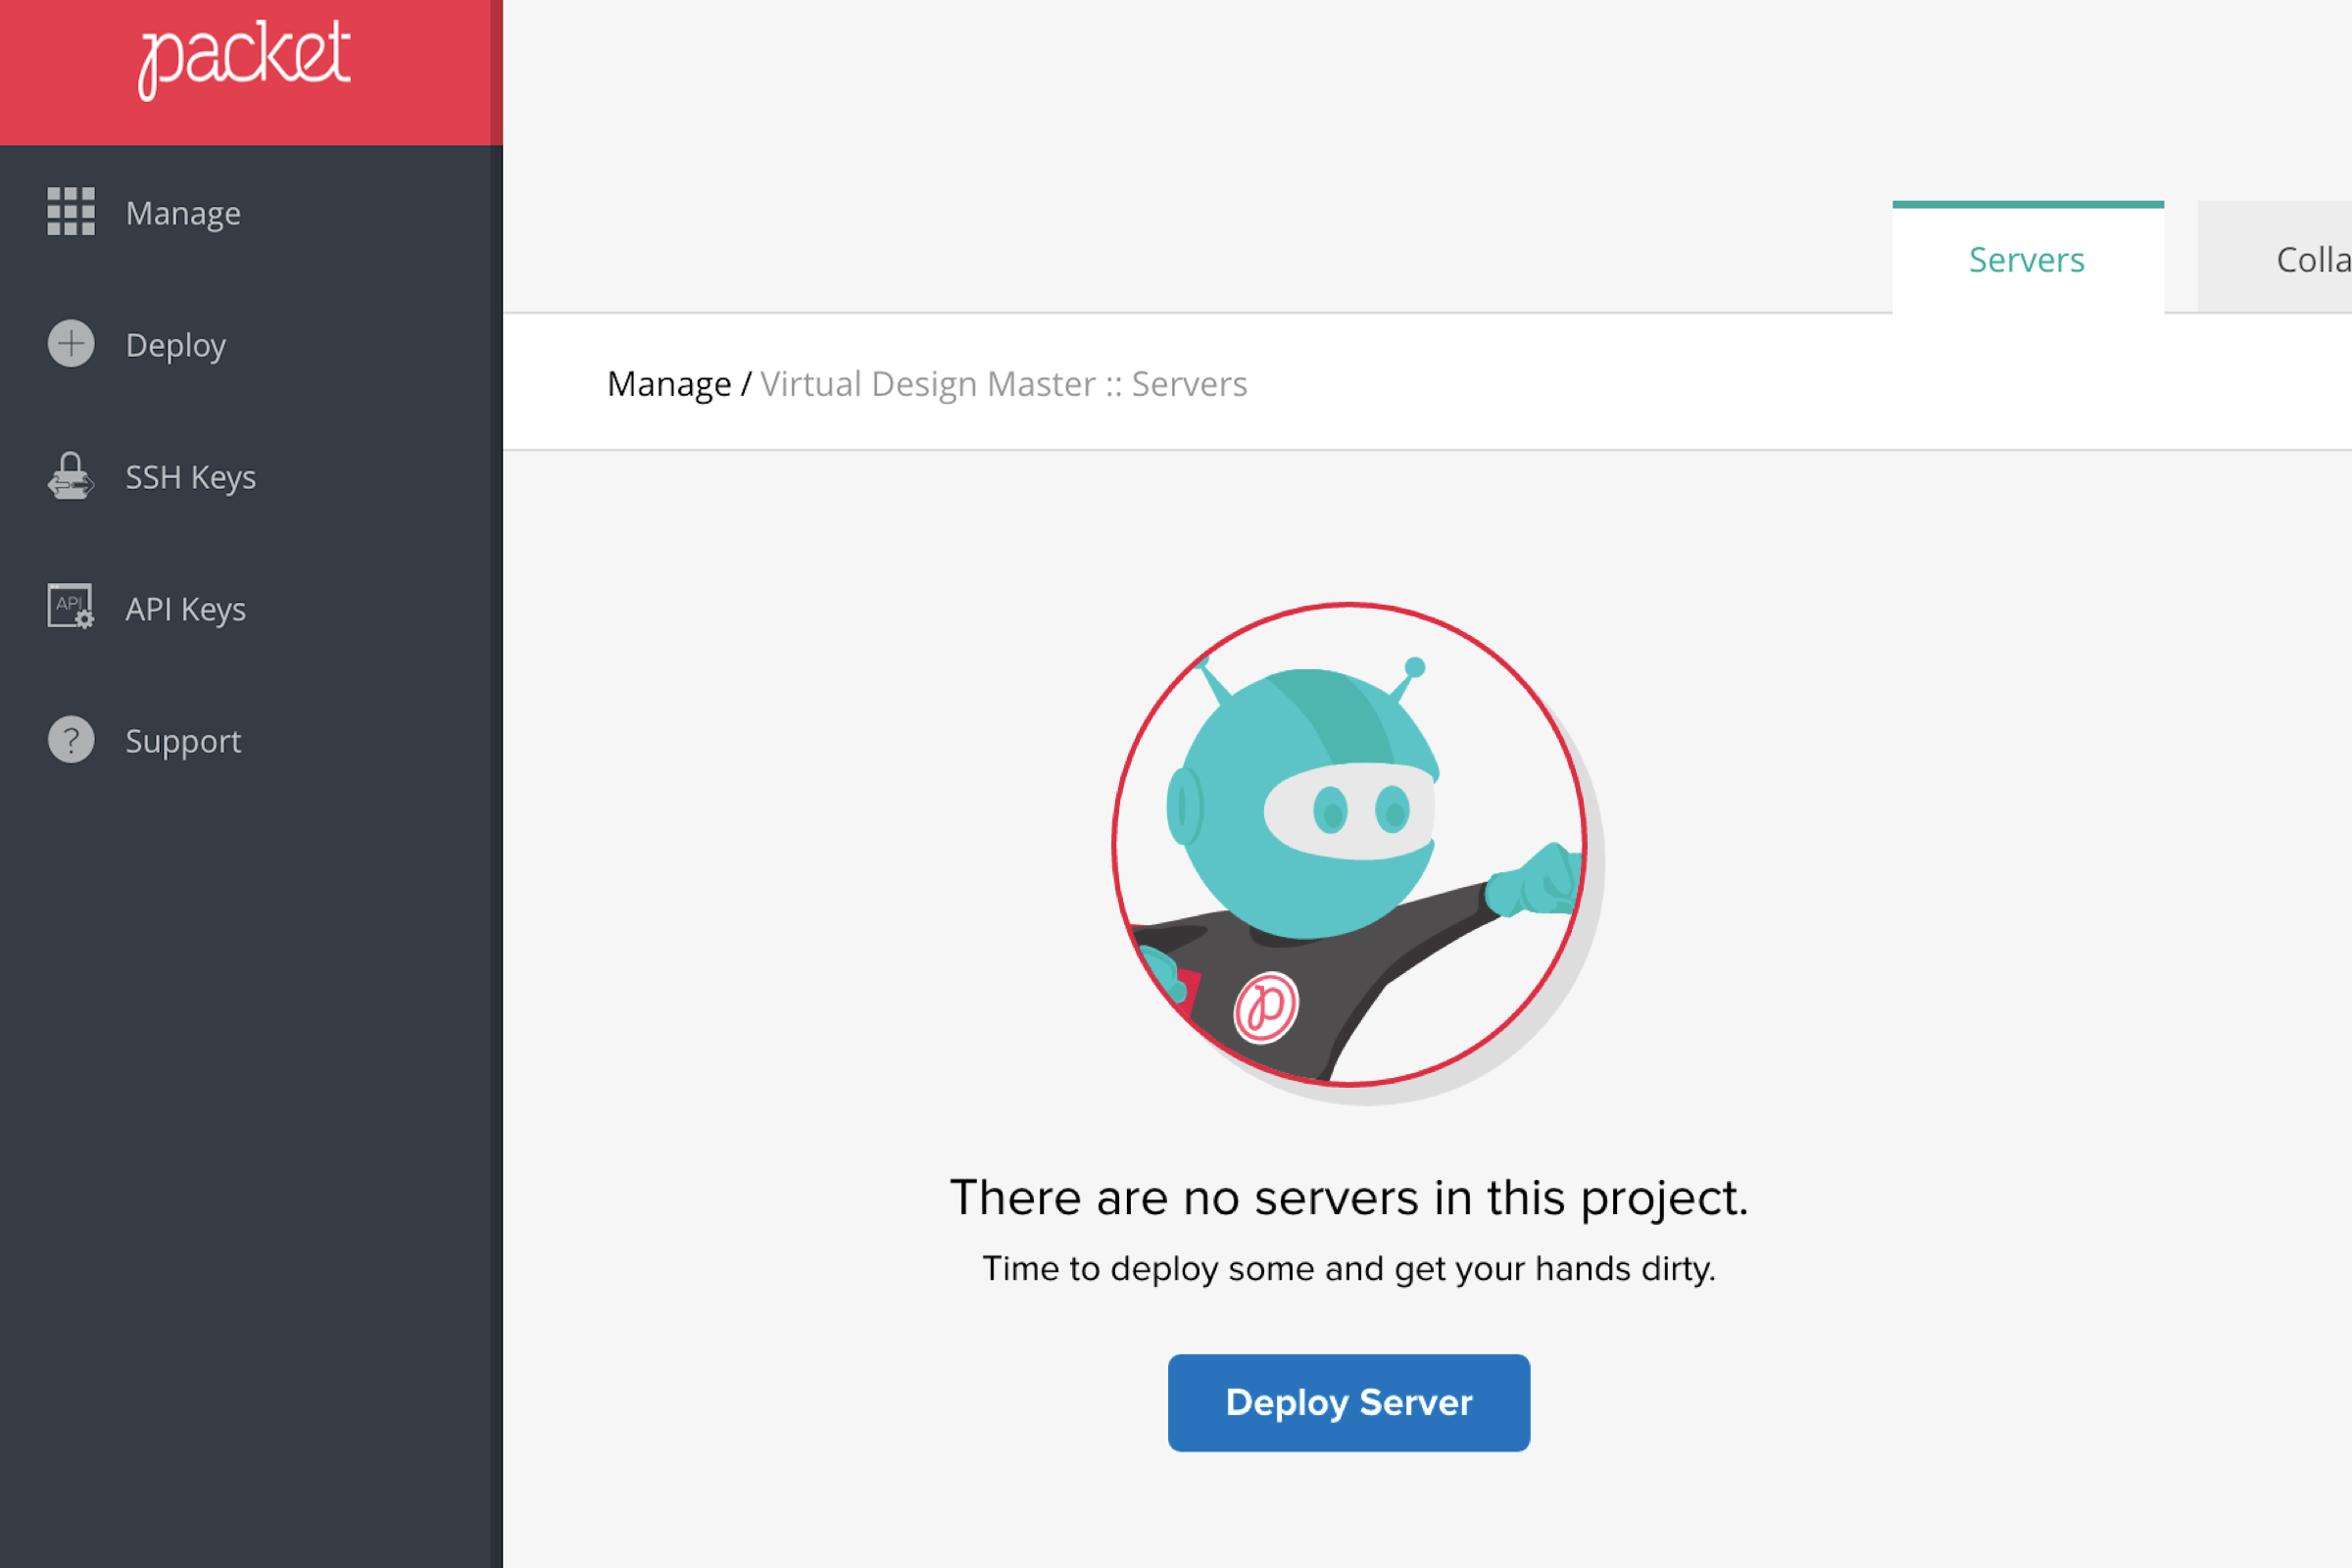 packet
Manage
Deploy
SSH Keys
API
API Keys
?
Support
Servers
Colla
Manage / Virtual Design Master :: Servers
p
There are no servers in this project.
Time to deploy some and get your hands dirty.
Deploy Server